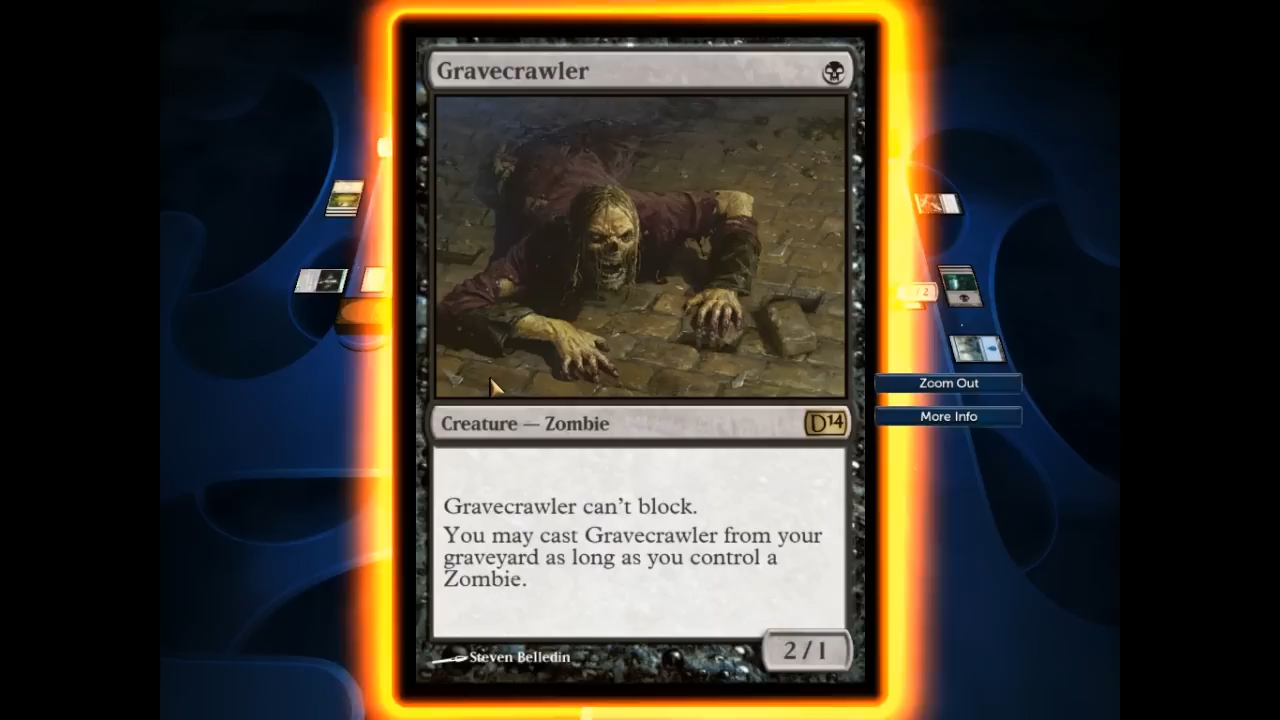 Gravecrawler
Zoom Out
More Info
Creature — Zombie
D14
Gravecrawler can't block.
You may cast Gravecrawler from your
graveyard as long as you control a
Zombie.
2/1
Steven Belledin